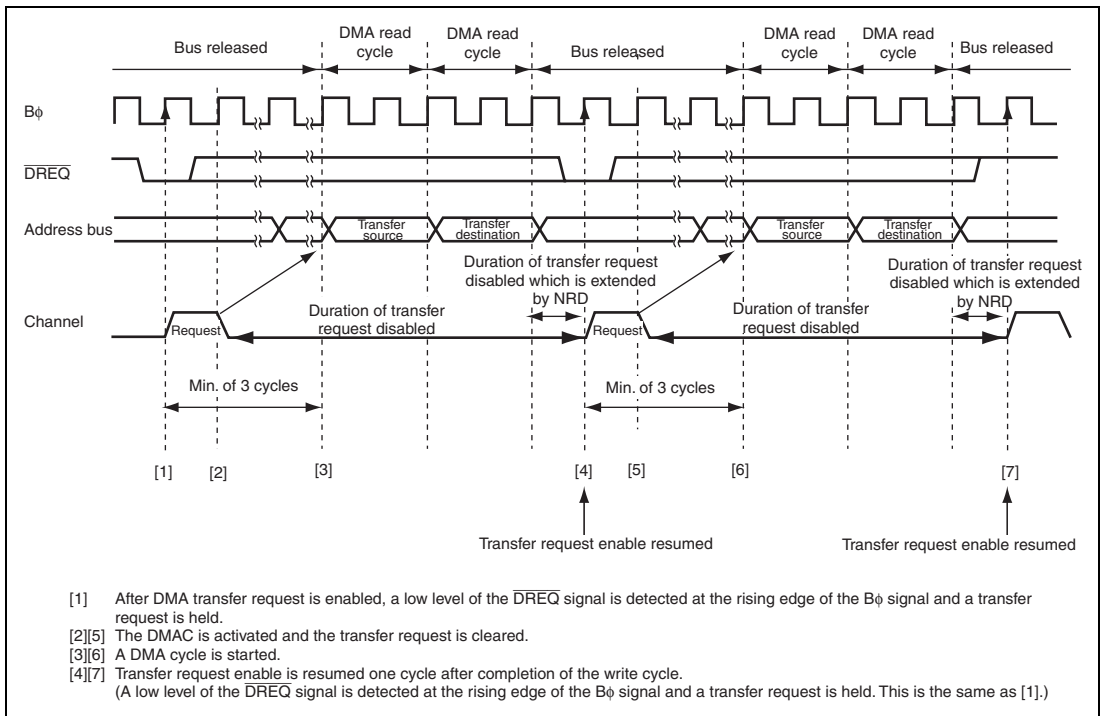 Bus released
DMA read
cycle
DMA read
cycle
Bus released
DMA read
cycle
DMA read
cycle
Bus released
Bφ
DREQ
Address bus
Transfer
source
Transfer
destination
Transfer
source
Transfer
destination
Channel
Request
Duration of transfer
request disabled
Duration of transfer request
disabled which is extended
by NRD
Request
Duration of transfer
request disabled
Duration of transfer request
disabled which is extended
by NRD
Min. of 3 cycles
Min. of 3 cycles
[1]
[2]
[3]
[4]
[5]
[6]
[7]
Transfer request enable resumed
Transfer request enable resumed
[1] After DMA transfer request is enabled, a low level of the DREQ signal is detected at the rising edge of the Bφ signal and a transfer
request is held.
[2][5] The DMAC is activated and the transfer request is cleared.
[3][6] A DMA cycle is started.
[4][7] Transfer request enable is resumed one cycle after completion of the write cycle.
(A low level of the DREQ signal is detected at the rising edge of the Bφ signal and a transfer request is held. This is the same as [1].)